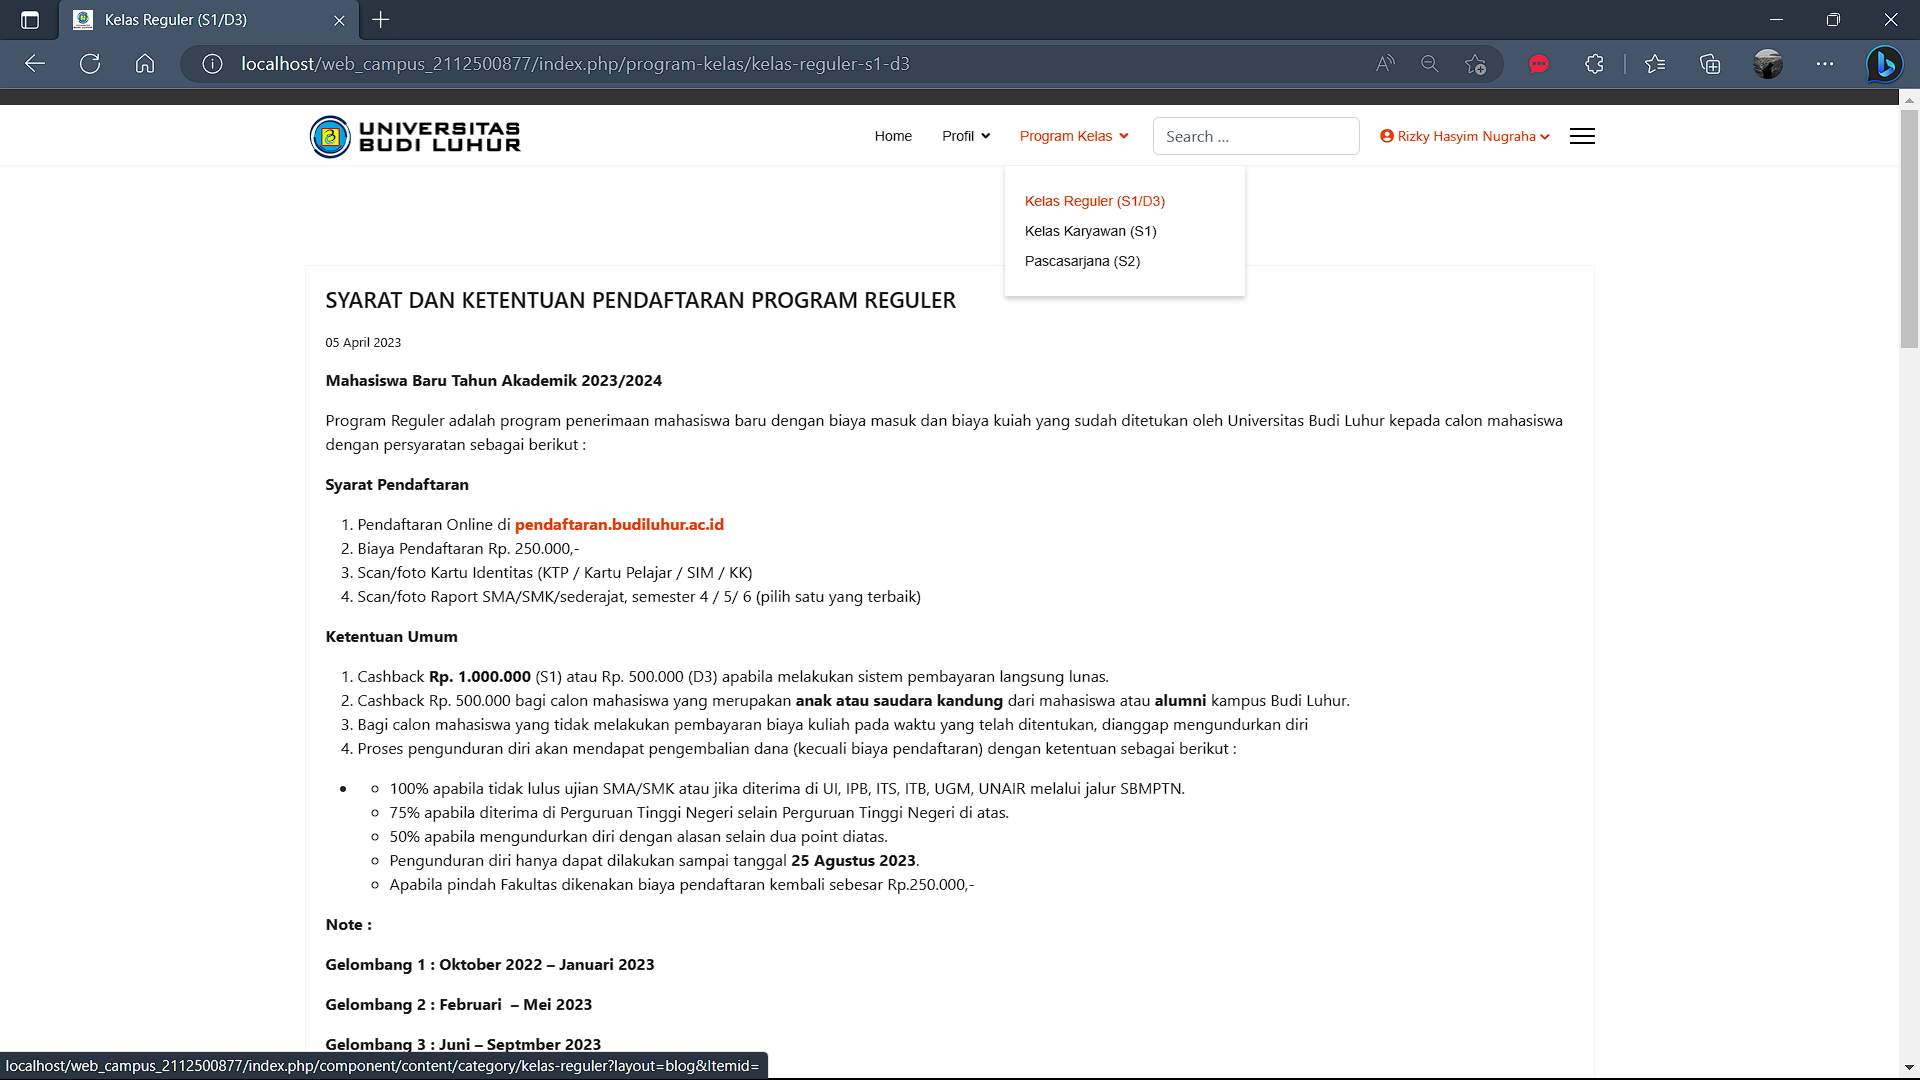 Kelas Reguler (S1/D3)
localhost/web_campus_2112500877/index.php/program-kelas/kelas-reguler-s1-d3
UNIVERSITAS
BUDI LUHUR
Home Profil Program Kelas Search ... Rizky Hasyim Nugraha
Kelas Reguler (S1/D3)
Kelas Karyawan (S1)
Pascasarjana (S2)
SYARAT DAN KETENTUAN PENDAFTARAN PROGRAM REGULER
05 April 2023
Mahasiswa Baru Tahun Akademik 2023/2024
Program Reguler adalah program penerimaan mahasiswa baru dengan biaya masuk dan biaya kuiah yang sudah ditetukan oleh Universitas Budi Luhur kepada calon mahasiswa
dengan persyaratan sebagai berikut :
Syarat Pendaftaran
1. Pendaftaran Online di pendaftaran.budiluhur.ac.id
2. Biaya Pendaftaran Rp. 250.000,-
3. Scan/foto Kartu Identitas (KTP / Kartu Pelajar / SIM / KK)
4. Scan/foto Raport SMA/SMK/sederajat, semester 4 / 5/ 6 (pilih satu yang terbaik)
Ketentuan Umum
1. Cashback Rp. 1.000.000 (S1) atau Rp. 500.000 (D3) apabila melakukan sistem pembayaran langsung lunas.
2. Cashback Rp. 500.000 bagi calon mahasiswa yang merupakan anak atau saudara kandung dari mahasiswa atau alumni kampus Budi Luhur.
3. Bagi calon mahasiswa yang tidak melakukan pembayaran biaya kuliah pada waktu yang telah ditentukan, dianggap mengundurkan diri
4. Proses pengunduran diri akan mendapat pengembalian dana (kecuali biaya pendaftaran) dengan ketentuan sebagai berikut :
100% apabila tidak lulus ujian SMA/SMK atau jika diterima di UI, IPB, ITS, ITB, UGM, UNAIR melalui jalur SBMPTN.
75% apabila diterima di Perguruan Tinggi Negeri selain Perguruan Tinggi Negeri di atas.
50% apabila mengundurkan diri dengan alasan selain dua point diatas.
Pengunduran diri hanya dapat dilakukan sampai tanggal 25 Agustus 2023.
Apabila pindah Fakultas dikenakan biaya pendaftaran kembali sebesar Rp.250.000,-
Note :
Gelombang 1 : Oktober 2022 – Januari 2023
Gelombang 2 : Februari – Mei 2023
Gelombang 3 : Juni – Septmber 2023
localhost/web_campus_2112500877/index.php/component/content/category/kelas-reguler?layout=blog&Itemid=